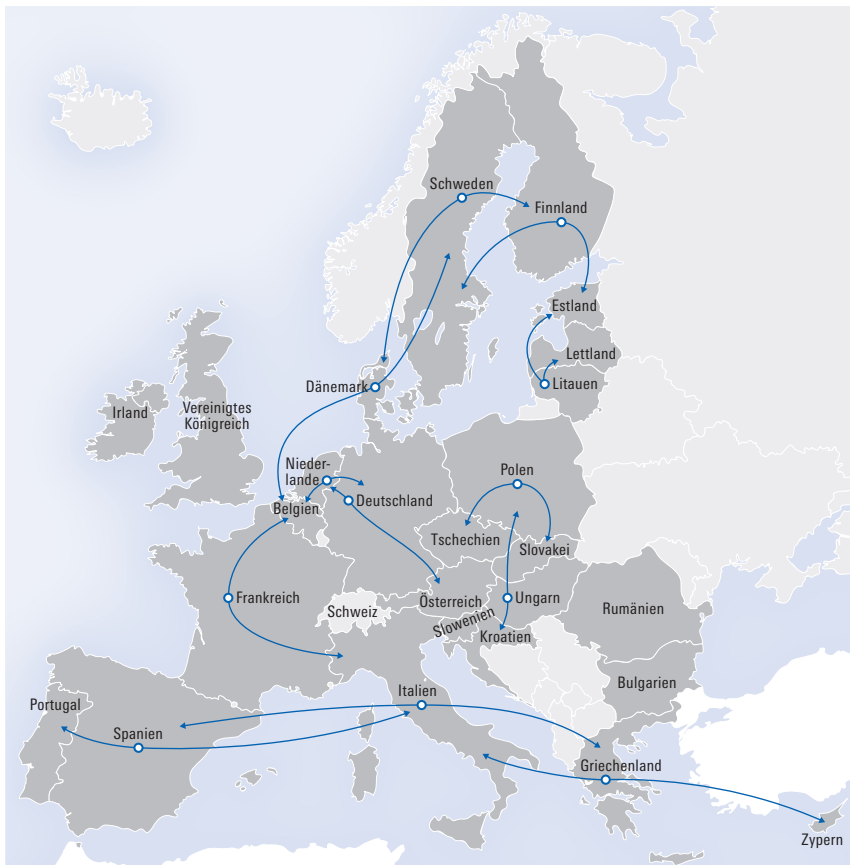 Schweden
Finnland
Estland
Lettland
Litauen
Dänemark
Irland
Vereinigtes
Königreich
Nieder-
lande
Belgien
Deutschland
Polen
Tschechien
Slovakei
Frankreich
Schweiz
Österreich
Ungarn
Slowenien
Kroatien
Rumänien
Bulgarien
Portugal
Spanien
Italien
Griechenland
Zypern